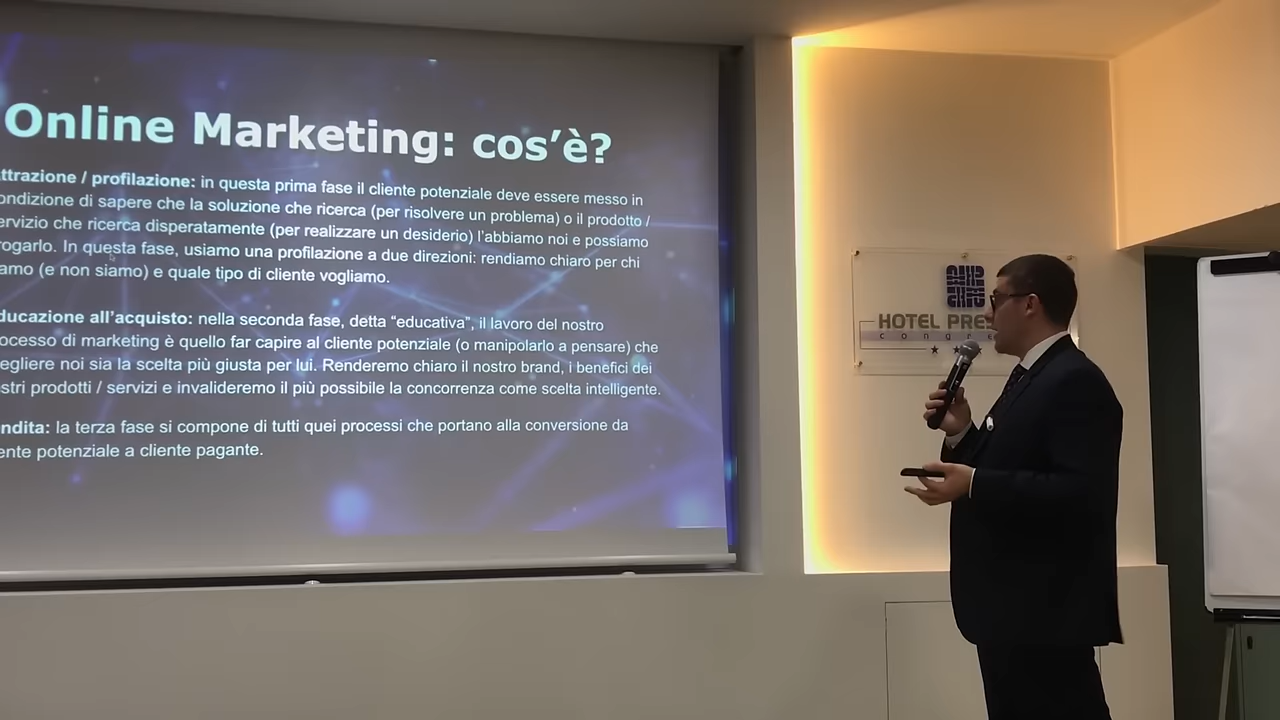 Online Marketing: cos'è?
ttrazione / profilazione: in questa prima fase il cliente potenziale deve essere messo in
ondizione di sapere che la soluzione che ricerca (per risolvere un problema) o il prodotto /
ervizio che ricerca disperatamente (per realizzare un desiderio) l'abbiamo noi e possiamo
rogarlo. In questa fase, usiamo una profilazione a due direzioni: rendiamo chiaro per chi
amo (e non siamo) e quale tipo di cliente vogliamo.
ducazione all'acquisto: nella seconda fase, detta “educativa”, il lavoro del nostro
ocesso di marketing è quello far capire al cliente potenziale (o manipolarlo a pensare) che
egliere noi sia la scelta più giusta per lui. Renderemo chiaro il nostro brand, i benefici dei
stri prodotti / servizi e invalideremo il più possibile la concorrenza come scelta intelligente.
ndita: la terza fase si compone di tutti quei processi che portano alla conversione da
ente potenziale a cliente pagante.
HOTEL PRES
congre